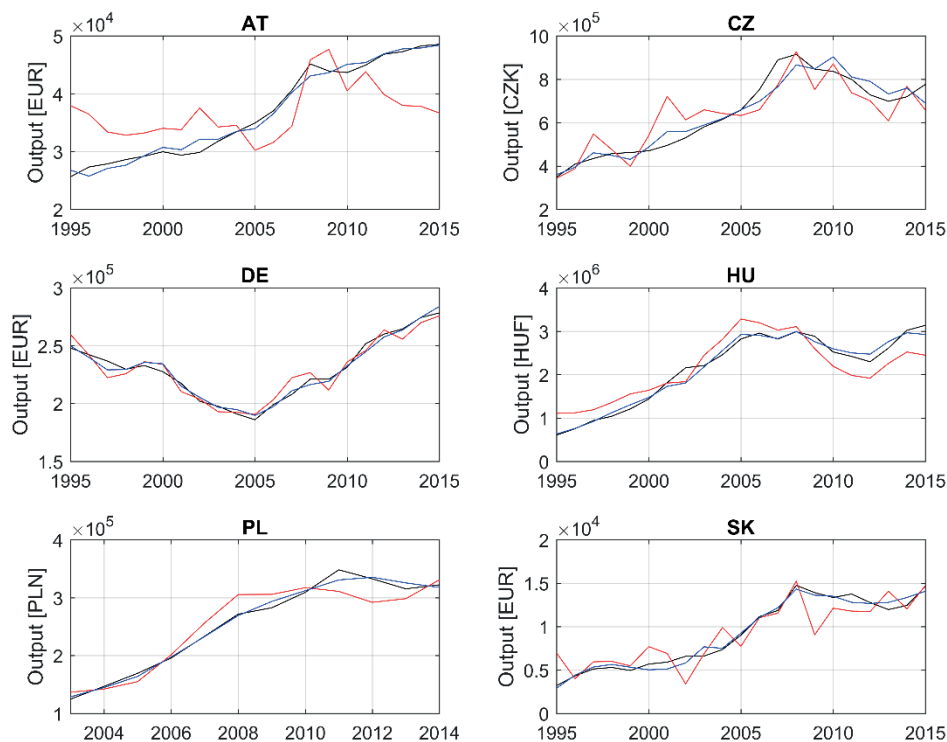 AT
×10⁴
Output [EUR]
5
4
3
2
1995 2000 2005 2010 2015
CZ
×10⁵
Output [CZK]
10
8
6
4
2
1995 2000 2005 2010 2015
DE
×10⁵
Output [EUR]
3
2.5
2
1.5
1995 2000 2005 2010 2015
HU
×10⁶
Output [HUF]
4
3
2
1
0
1995 2000 2005 2010 2015
PL
×10⁵
Output [PLN]
4
3
2
1
2004 2006 2008 2010 2012 2014
SK
×10⁴
Output [EUR]
2
1.5
1
0.5
0
1995 2000 2005 2010 2015